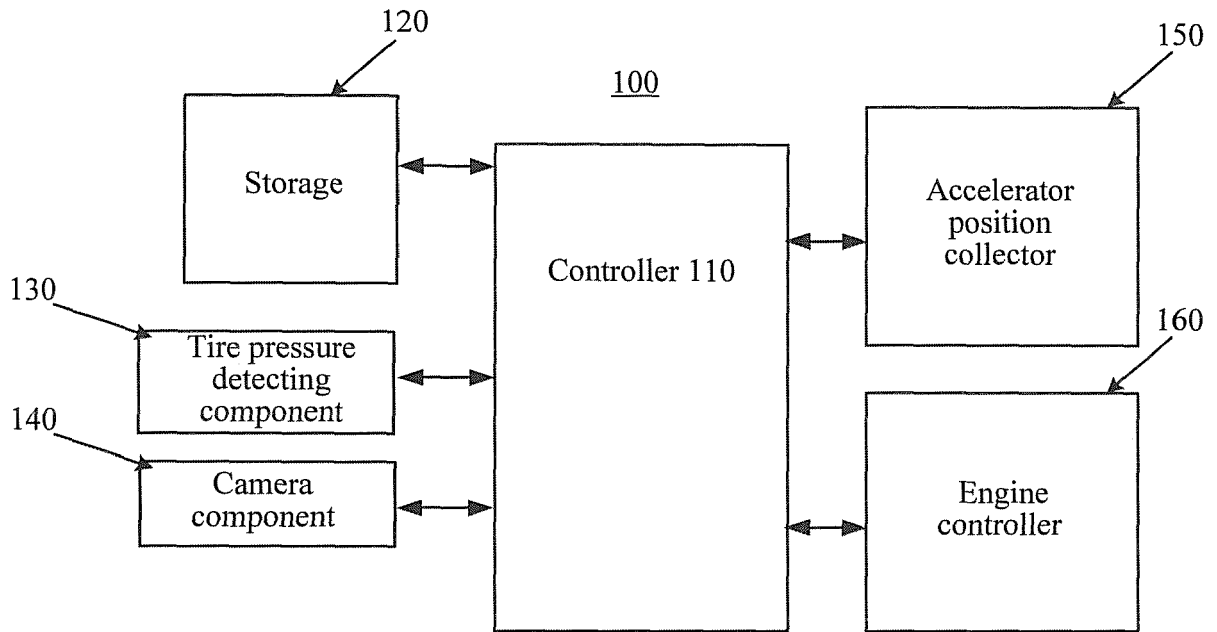 120
150
100
Storage
Accelerator
position
collector
Controller 110
130
Tire pressure
detecting
component
160
140
Camera
component
Engine
controller